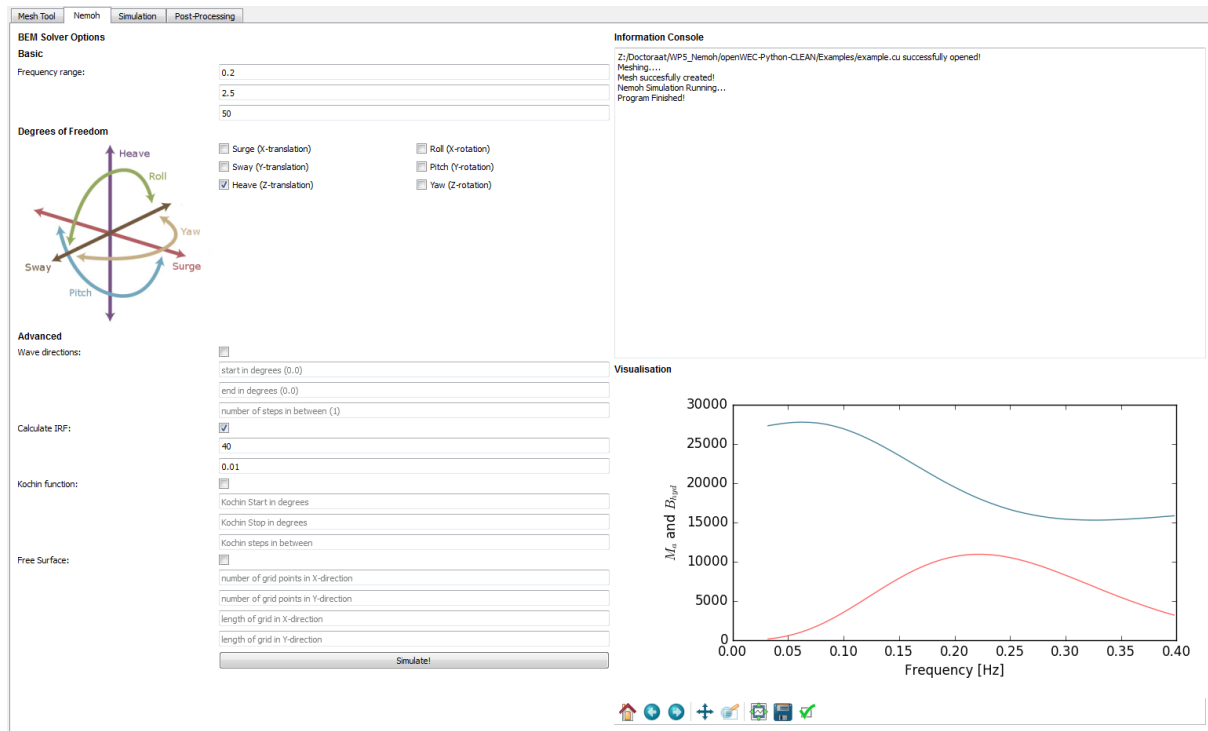 Mesh Tool Nemoh Simulation Post-Processing
BEM Solver Options
Basic
Frequency range:
0.2
2.5
50
Degrees of Freedom
Heave
Roll
Yaw
Sway
Surge
Pitch
Surge (X-translation) Roll (X-rotation)
Sway (Y-translation) Pitch (Y-rotation)
Heave (Z-translation) Yaw (Z-rotation)
Advanced
Wave directions:
start in degrees (0.0)
end in degrees (0.0)
number of steps in between (1)
Calculate IRF:
40
0.01
Kochin function:
Kochin Start in degrees
Kochin Stop in degrees
Kochin steps in between
Free Surface:
number of grid points in X-direction
number of grid points in Y-direction
length of grid in X-direction
length of grid in Y-direction
Simulate!
Information Console
Z:/Doctoraat/WP5_Nemoh/openWEC-Python-CLEAN/Examples/example.cu successfully opened!
Meshing....
Mesh succesfully created!
Nemoh Simulation Running...
Program Finished!
Visualisation
30000
25000
20000
15000
10000
5000
0
M_a and B_hyd
0.00 0.05 0.10 0.15 0.20 0.25 0.30 0.35 0.40
Frequency [Hz]